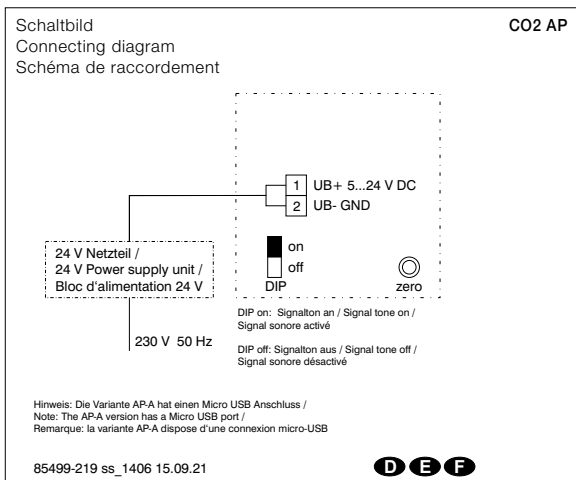 Schaltbild
Connecting diagram
Schéma de raccordement
CO2 AP
1 UB+ 5...24 V DC
2 UB- GND
24 V Netzteil /
24 V Power supply unit /
Bloc d'alimentation 24 V
on
off
DIP
zero
230 V 50 Hz
DIP on: Signalton an / Signal tone on /
Signal sonore activé
DIP off: Signalton aus / Signal tone off /
Signal sonore désactivé
Hinweis: Die Variante AP-A hat einen Micro USB Anschluss /
Note: The AP-A version has a Micro USB port /
Remarque: la variante AP-A dispose d'une connexion micro-USB
85499-219 ss_1406 15.09.21
D E F